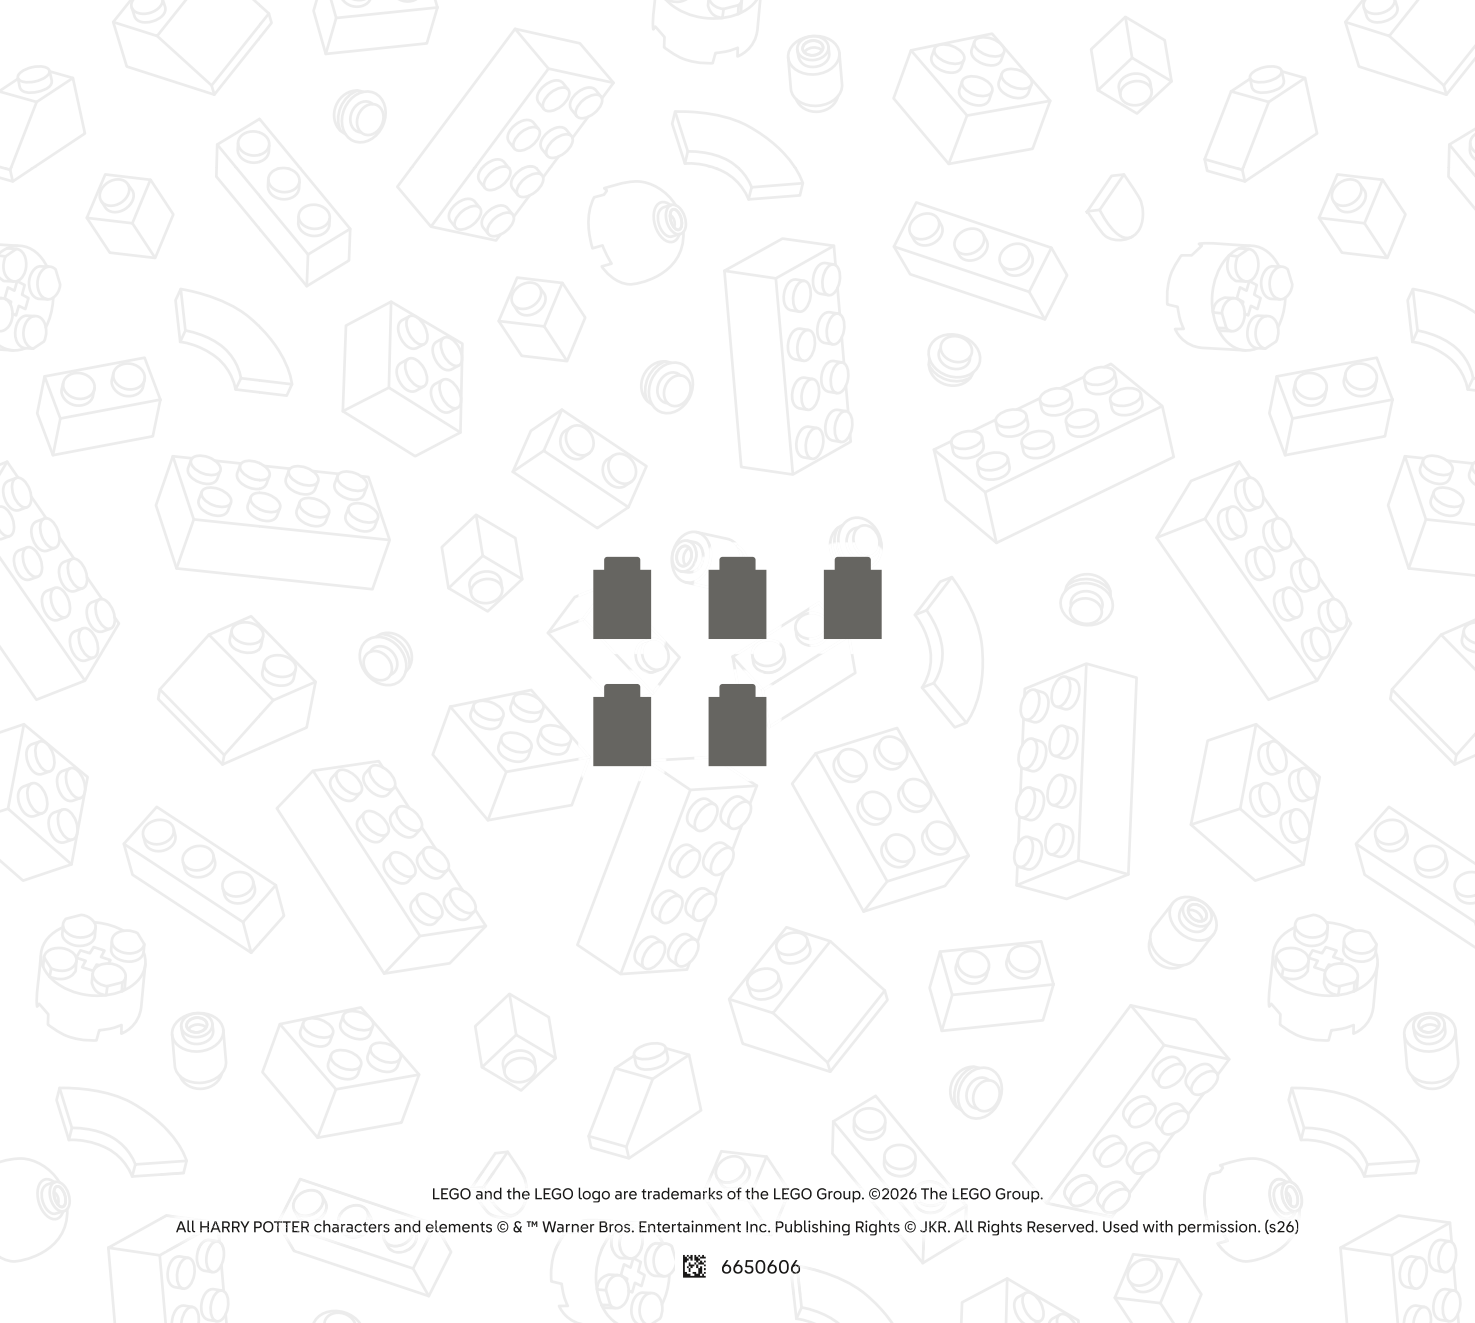 LEGO and the LEGO logo are trademarks of the LEGO Group. ©2026 The LEGO Group.
All HARRY POTTER characters and elements © & ™ Warner Bros. Entertainment Inc. Publishing Rights © JKR. All Rights Reserved. Used with permission. (s26)
6650606